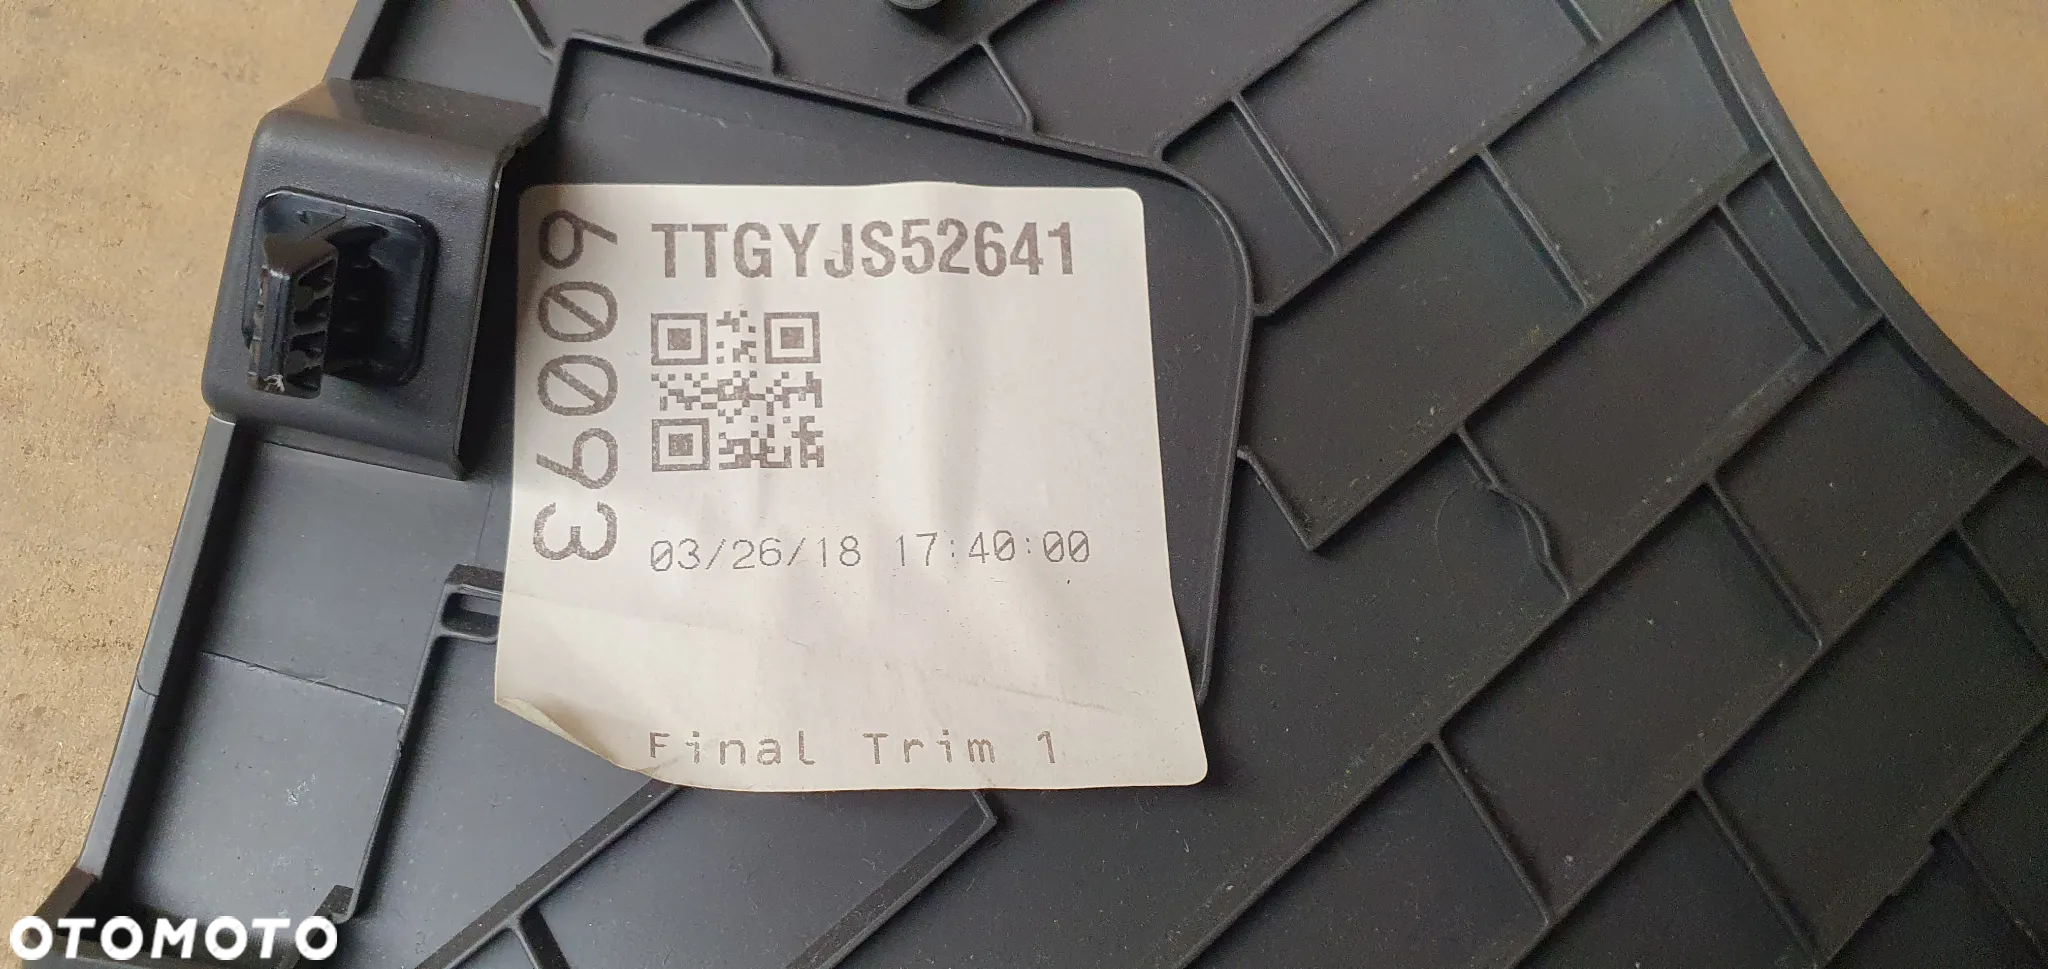 60093
TTGYJS52641
03/26/18 17:40:00
Final Trim 1
OTOMOTO